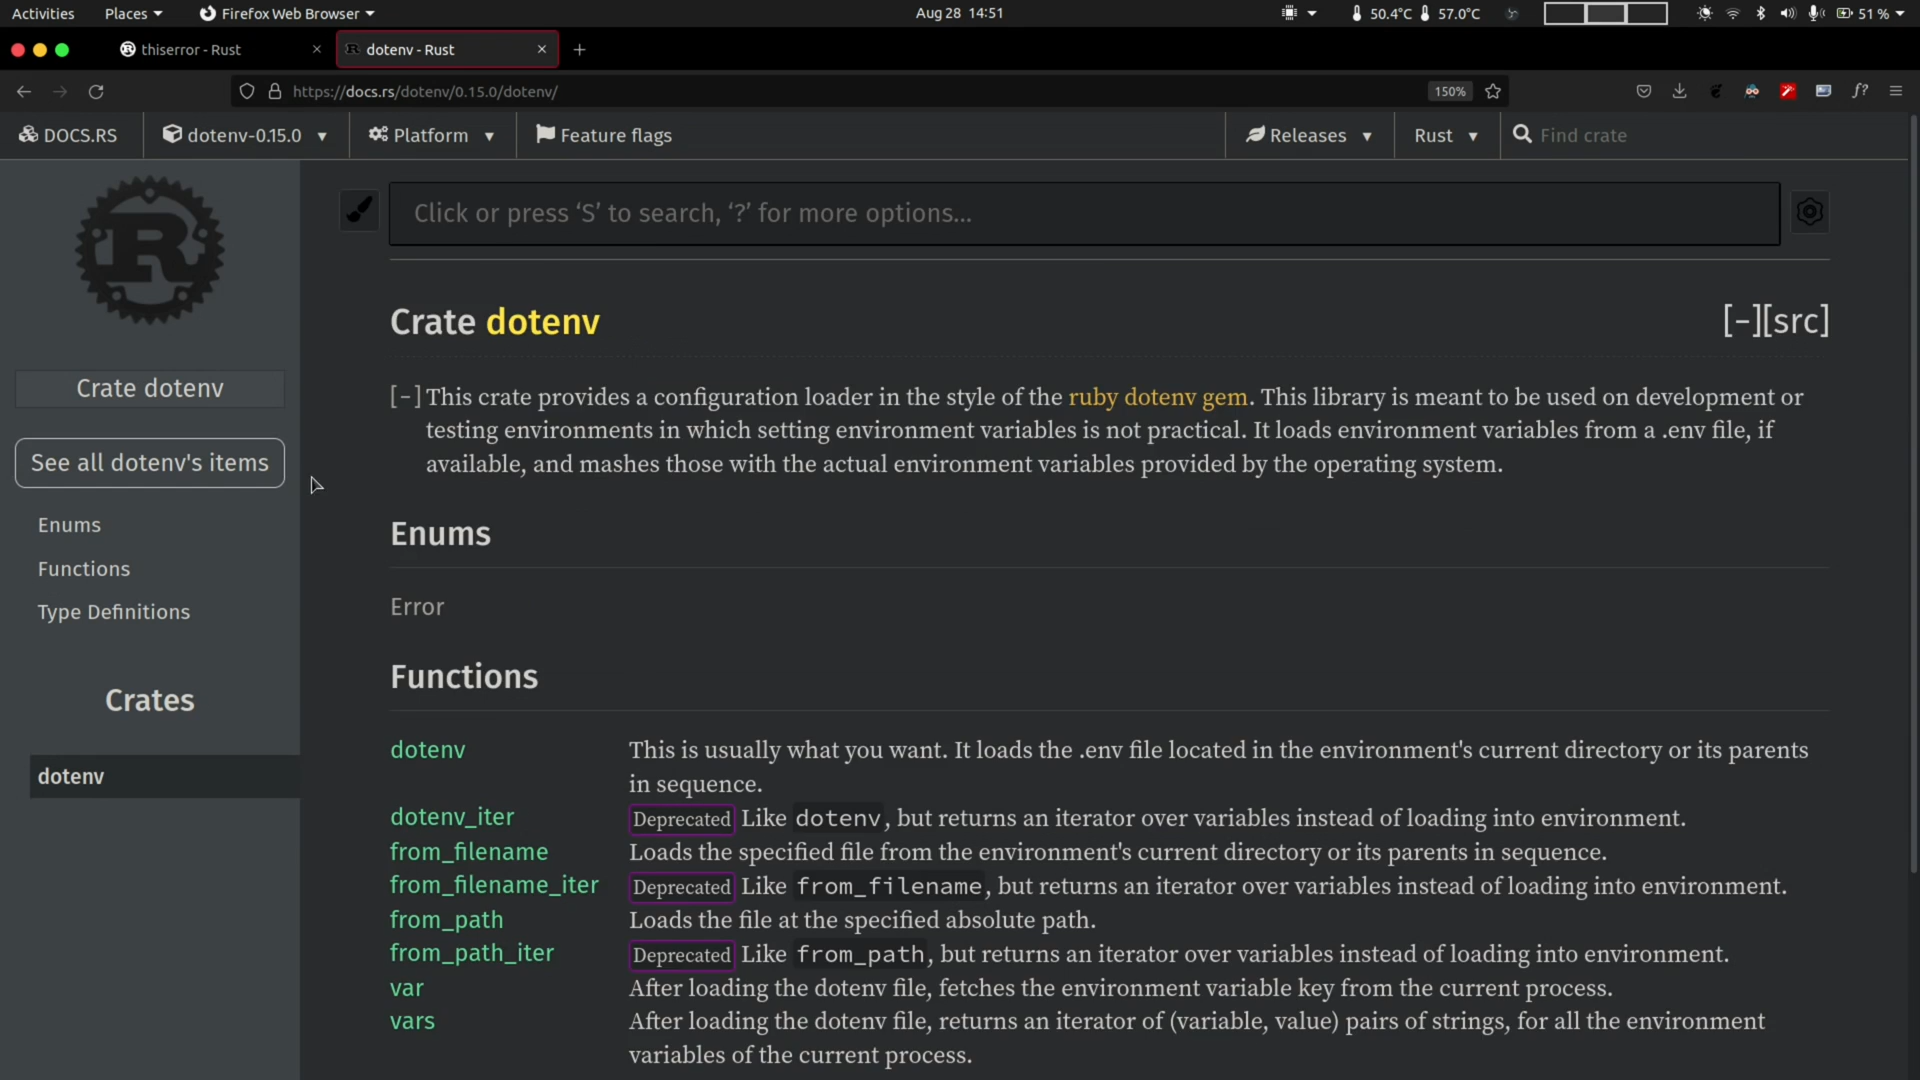 Activities Places Firefox Web Browser Aug 28 14:51 50.4°C 57.0°C 51 %
thiserror - Rust dotenv - Rust
https://docs.rs/dotenv/0.15.0/dotenv/ 150%
DOCS.RS dotenv-0.15.0 Platform Feature flags Releases Rust Find crate
Click or press ‘S’ to search, ‘?’ for more options...
Crate dotenv [-][src]
[-] This crate provides a configuration loader in the style of the ruby dotenv gem. This library is meant to be used on development or
testing environments in which setting environment variables is not practical. It loads environment variables from a .env file, if
available, and mashes those with the actual environment variables provided by the operating system.
Crate dotenv
See all dotenv's items
Enums
Functions
Type Definitions
Crates
dotenv
Enums
Error
Functions
dotenv This is usually what you want. It loads the .env file located in the environment's current directory or its parents
in sequence.
dotenv_iter Deprecated Like dotenv, but returns an iterator over variables instead of loading into environment.
from_filename Loads the specified file from the environment's current directory or its parents in sequence.
from_filename_iter Deprecated Like from_filename, but returns an iterator over variables instead of loading into environment.
from_path Loads the file at the specified absolute path.
from_path_iter Deprecated Like from_path, but returns an iterator over variables instead of loading into environment.
var After loading the dotenv file, fetches the environment variable key from the current process.
vars After loading the dotenv file, returns an iterator of (variable, value) pairs of strings, for all the environment
variables of the current process.